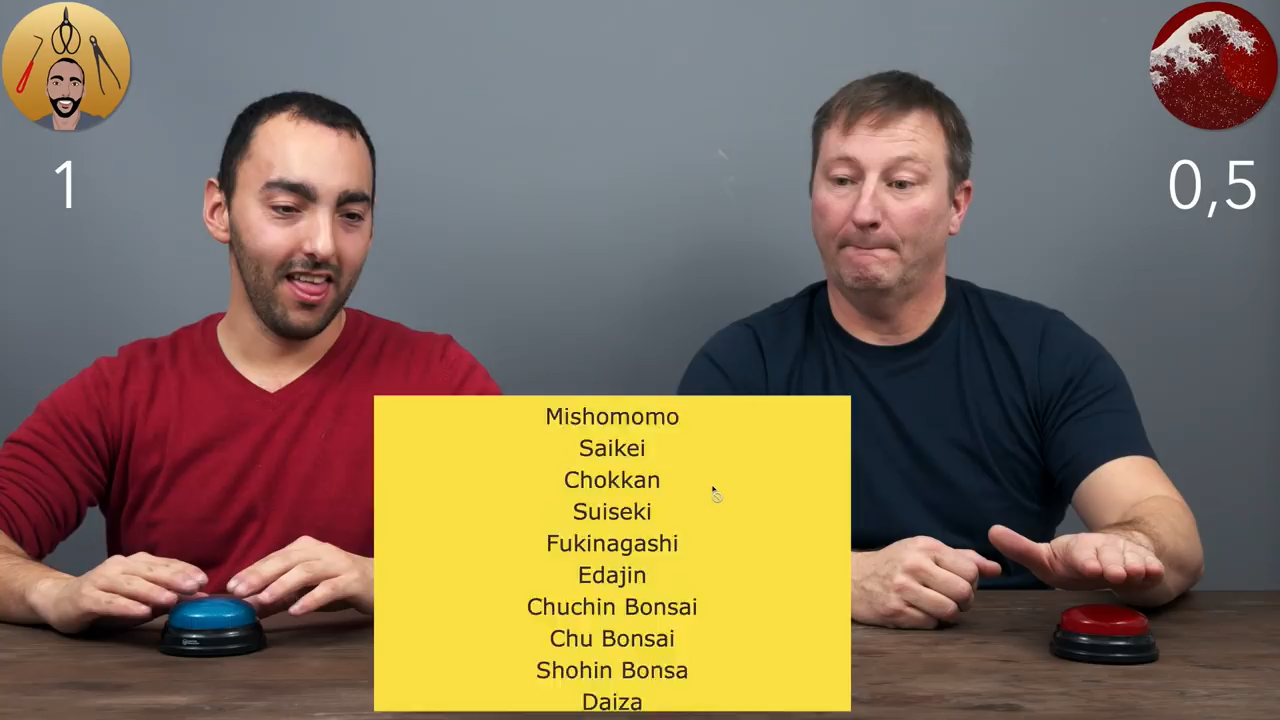 1
0,5
Mishomomo
Saikei
Chokkan
Suiseki
Fukinagashi
Edajin
Chuchin Bonsai
Chu Bonsai
Shohin Bonsa
Daiza